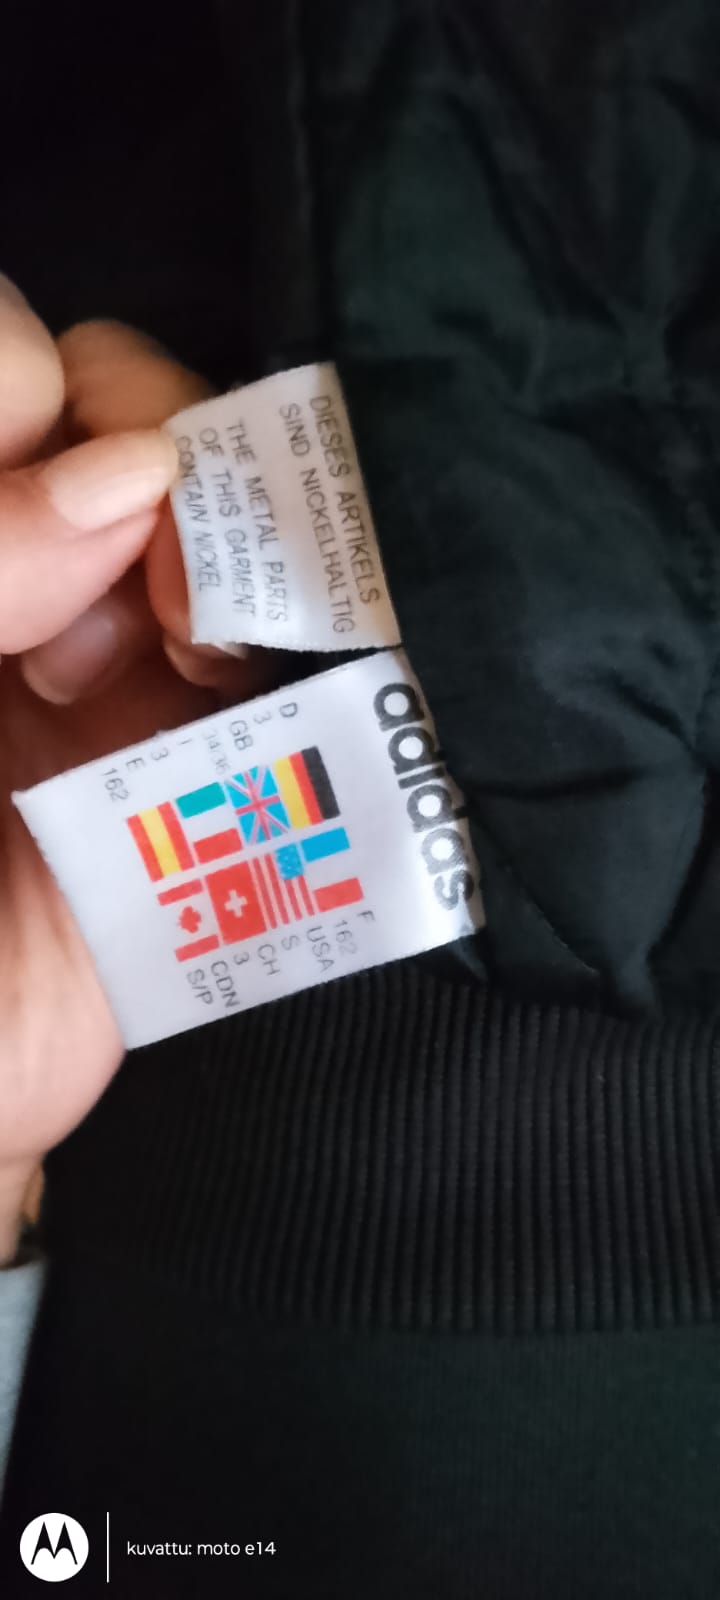 DIESES ARTIKELS
SIND NICKELHALTIG
THE METAL PARTS
OF THIS GARMENT
CONTAIN NICKEL
adidas
D
3
GB
34/36
I
3
E
162
F
162
USA
S
CH
3
CDN
S/P
kuvattu: moto e14